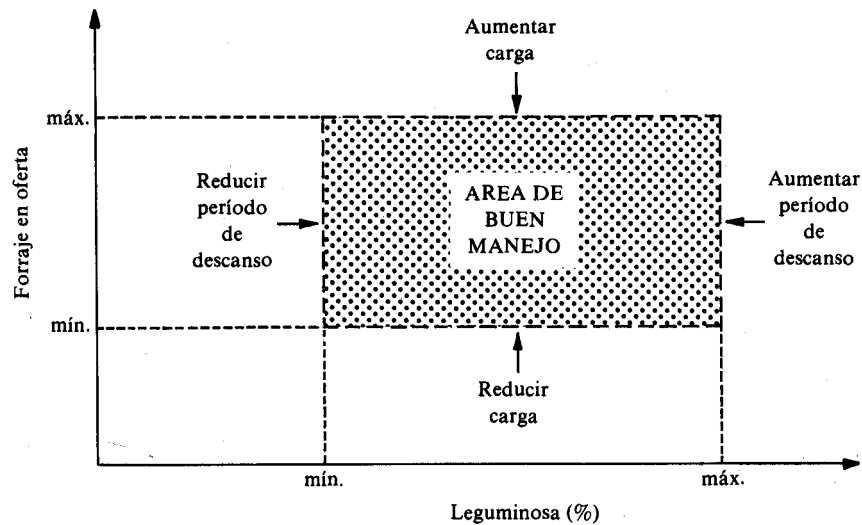 Aumentar
carga
máx.
Reducir
período
de
descanso
AREA DE
BUEN
MANEJO
Aumentar
período
de
descanso
Forraje en oferta
mín.
Reducir
carga
mín.
máx.
Leguminosa (%)